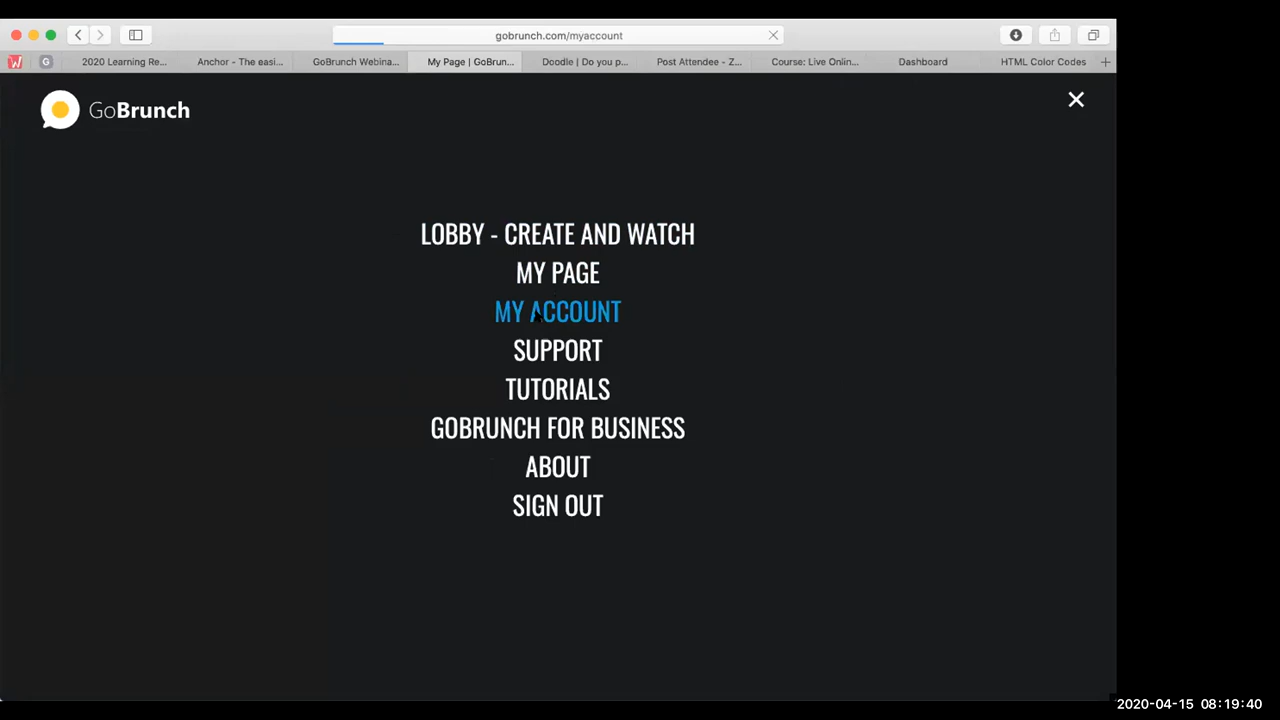 gobrunch.com/myaccount
W G 2020 Learning Re... Anchor - The easi... GoBrunch Webina... My Page | GoBrun... Doodle | Do you p... Post Attendee - Z... Course: Live Onlin... Dashboard HTML Color Codes
GoBrunch
LOBBY - CREATE AND WATCH
MY PAGE
MY ACCOUNT
SUPPORT
TUTORIALS
GOBRUNCH FOR BUSINESS
ABOUT
SIGN OUT
2020-04-15 08:19:40